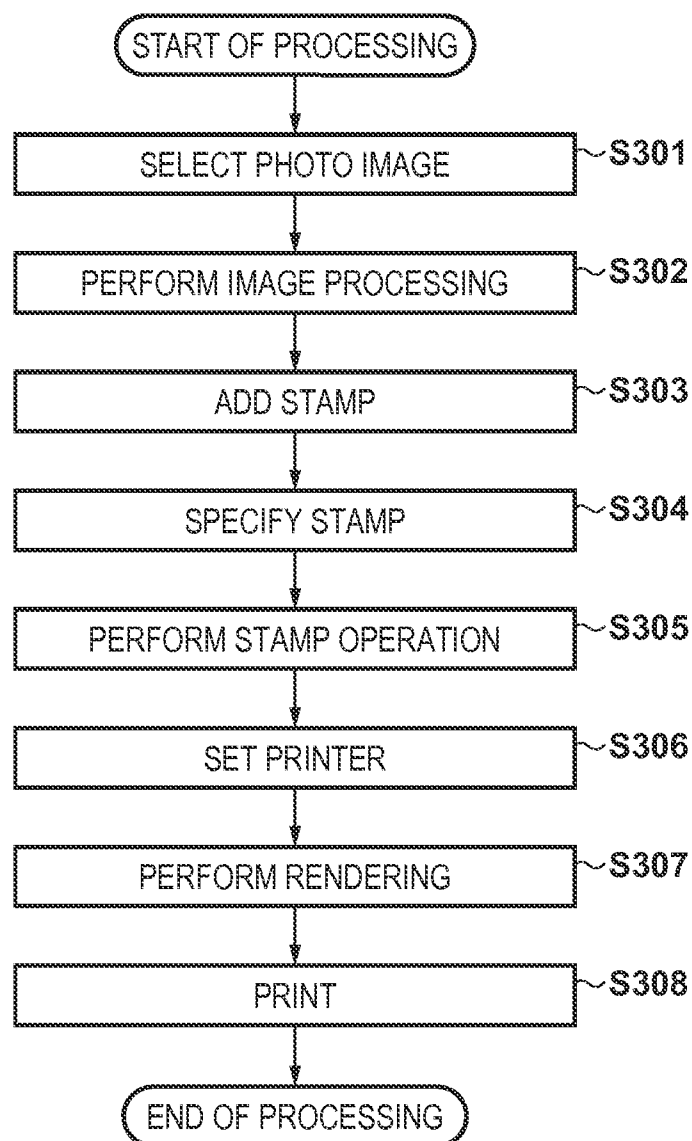 START OF PROCESSING
SELECT PHOTO IMAGE S301
PERFORM IMAGE PROCESSING S302
ADD STAMP S303
SPECIFY STAMP S304
PERFORM STAMP OPERATION S305
SET PRINTER S306
PERFORM RENDERING S307
PRINT S308
END OF PROCESSING